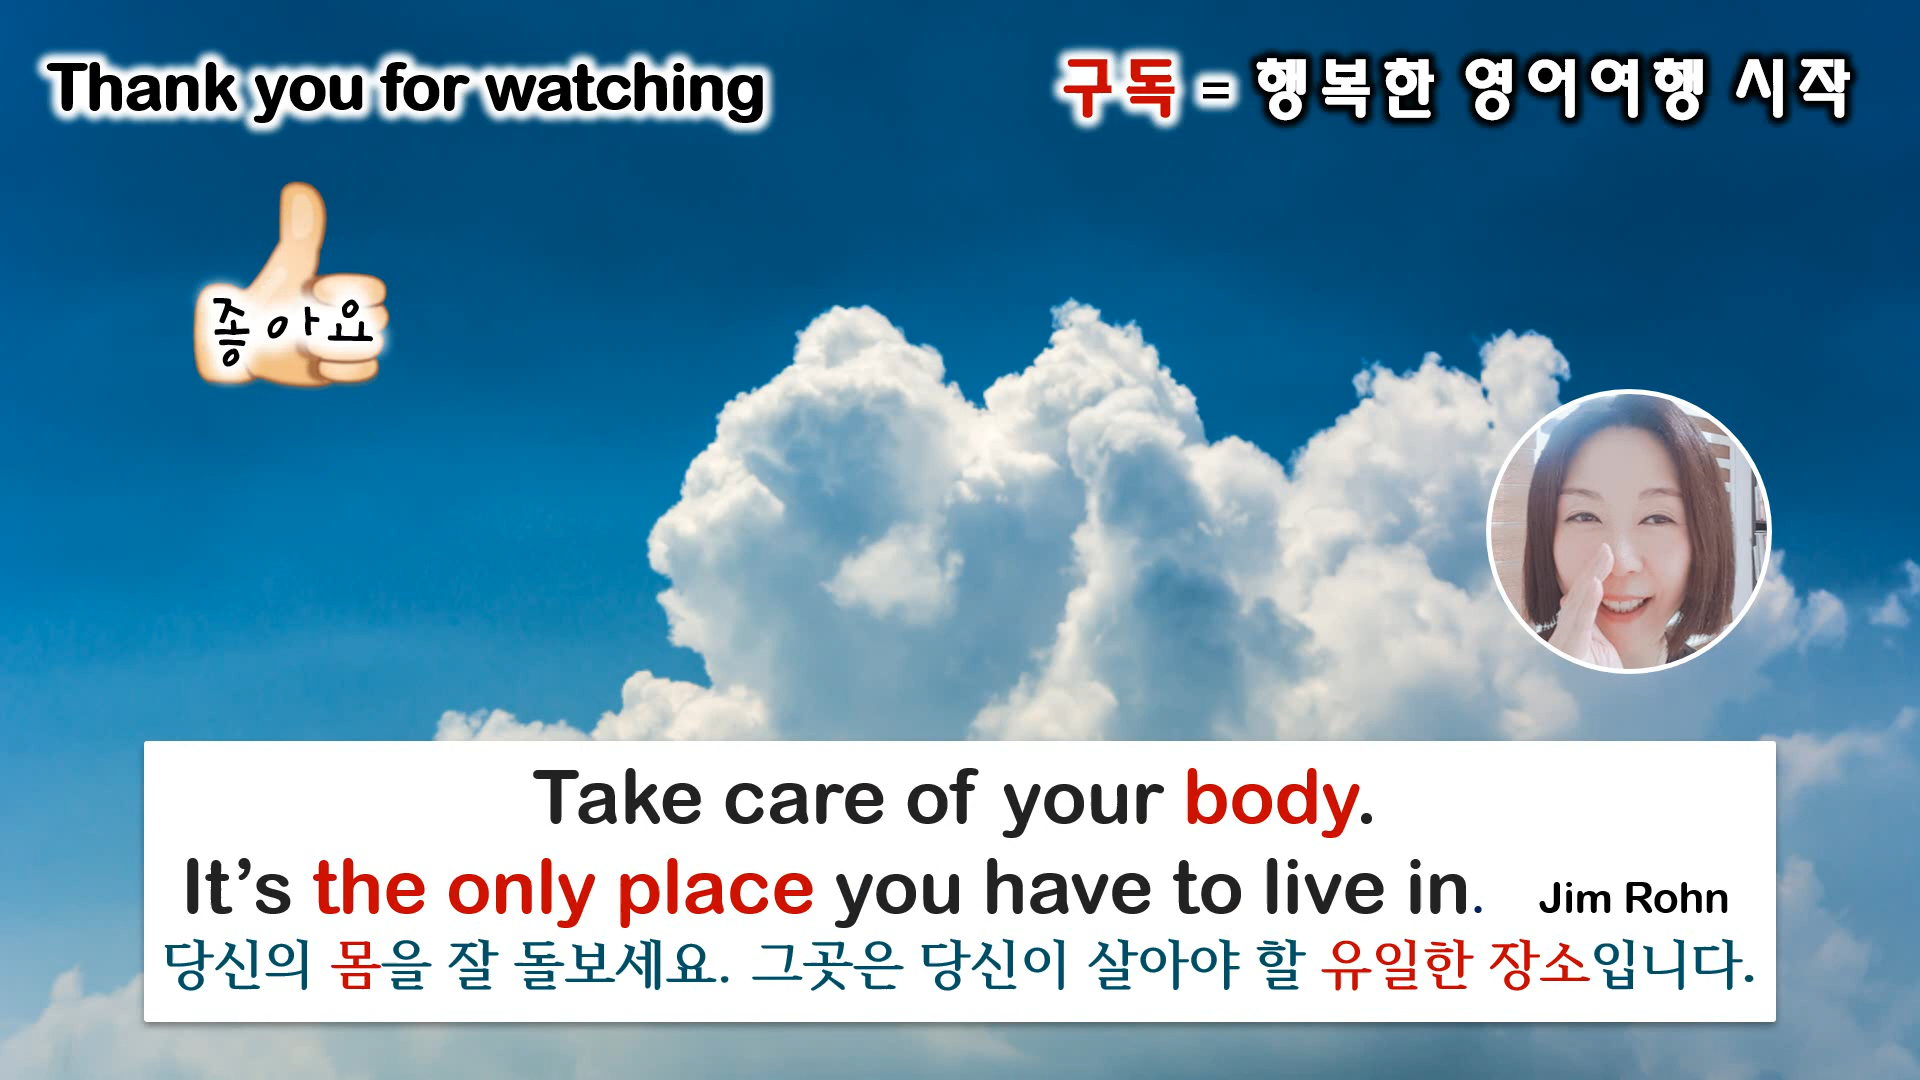 Thank you for watching
구독 = 행복한 영어여행 시작
좋아요
Take care of your body.
It’s the only place you have to live in. Jim Rohn
당신의 몸을 잘 돌보세요. 그곳은 당신이 살아야 할 유일한 장소입니다.